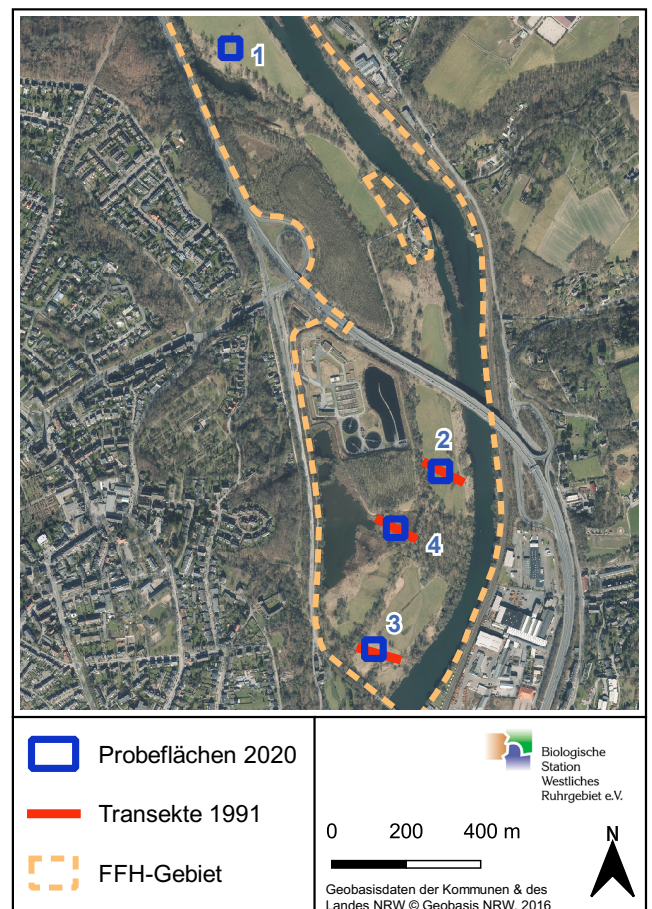 1
2
4
3
Probeflächen 2020
Transekte 1991
FFH-Gebiet
Biologische
Station
Westliches
Ruhrgebiet e.V.
0 200 400 m
N
Geobasisdaten der Kommunen & des
Landes NRW © Geobasis NRW, 2016